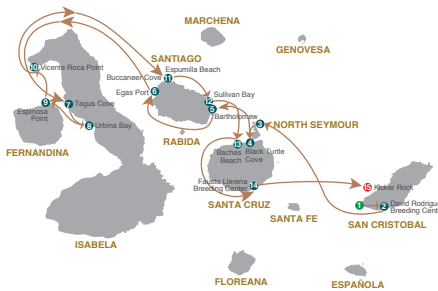 MARCHENA
GENOVESA
SANTIAGO
Espumilla Beach
Buccaneer Cove
11
10
Vicente Roca Point
Egas Port
6
Sullivan Bay
12
5
Bartholomew
9
Espinosa
Point
7
Tagus Cove
8
Urbina Bay
RABIDA
3
NORTH SEYMOUR
13
4
Bachas
Beach
Black Turtle
Cove
FERNANDINA
Fausto Llerena
Breeding Center
14
15
Kicker Rock
1
2
David Rodrigu
Breeding Cent
SANTA CRUZ
SANTA FE
SAN CRISTOBAL
ISABELA
FLOREANA
ESPAÑOLA